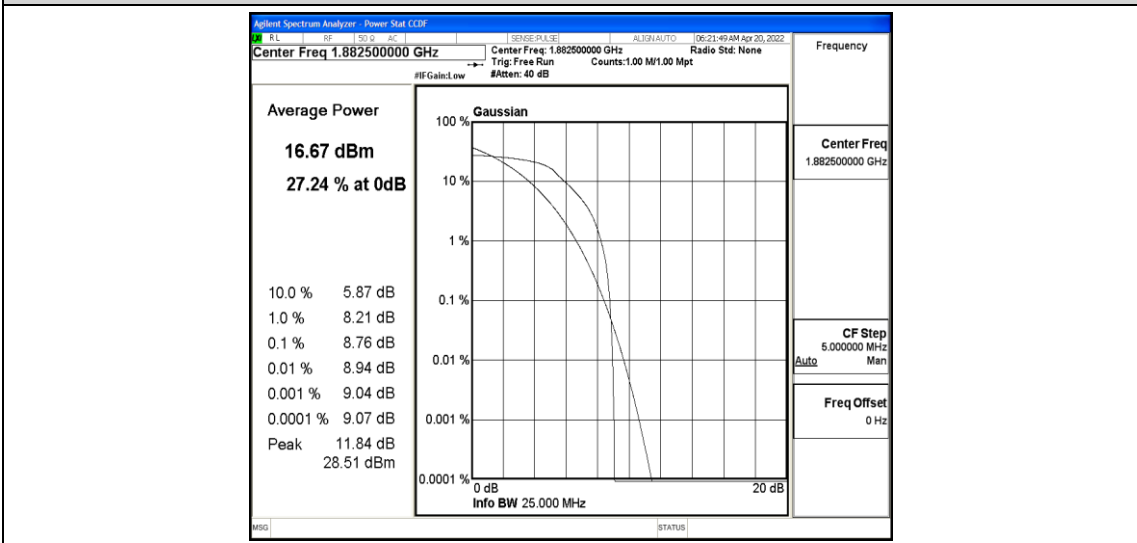 Agilent Spectrum Analyzer - Power Stat CCDF
LXI RL RF 50 Ω AC SENSE:PULSE ALIGN AUTO 06:21:49 AM Apr 20, 2022
Center Freq 1.882500000 GHz
Center Freq: 1.882500000 GHz Radio Std: None
Trig: Free Run Counts:1.00 M/1.00 Mpt
#IFGain:Low #Atten: 40 dB
Frequency
Average Power
16.67 dBm
27.24 % at 0dB
10.0 % 5.87 dB
1.0 % 8.21 dB
0.1 % 8.76 dB
0.01 % 8.94 dB
0.001 % 9.04 dB
0.0001 % 9.07 dB
Peak 11.84 dB
28.51 dBm
Gaussian
100 %
10 %
1 %
0.1 %
0.01 %
0.001 %
0.0001 %
0 dB 20 dB
Info BW 25.000 MHz
Center Freq
1.882500000 GHz
CF Step
5.000000 MHz
Auto Man
Freq Offset
0 Hz
MSG STATUS